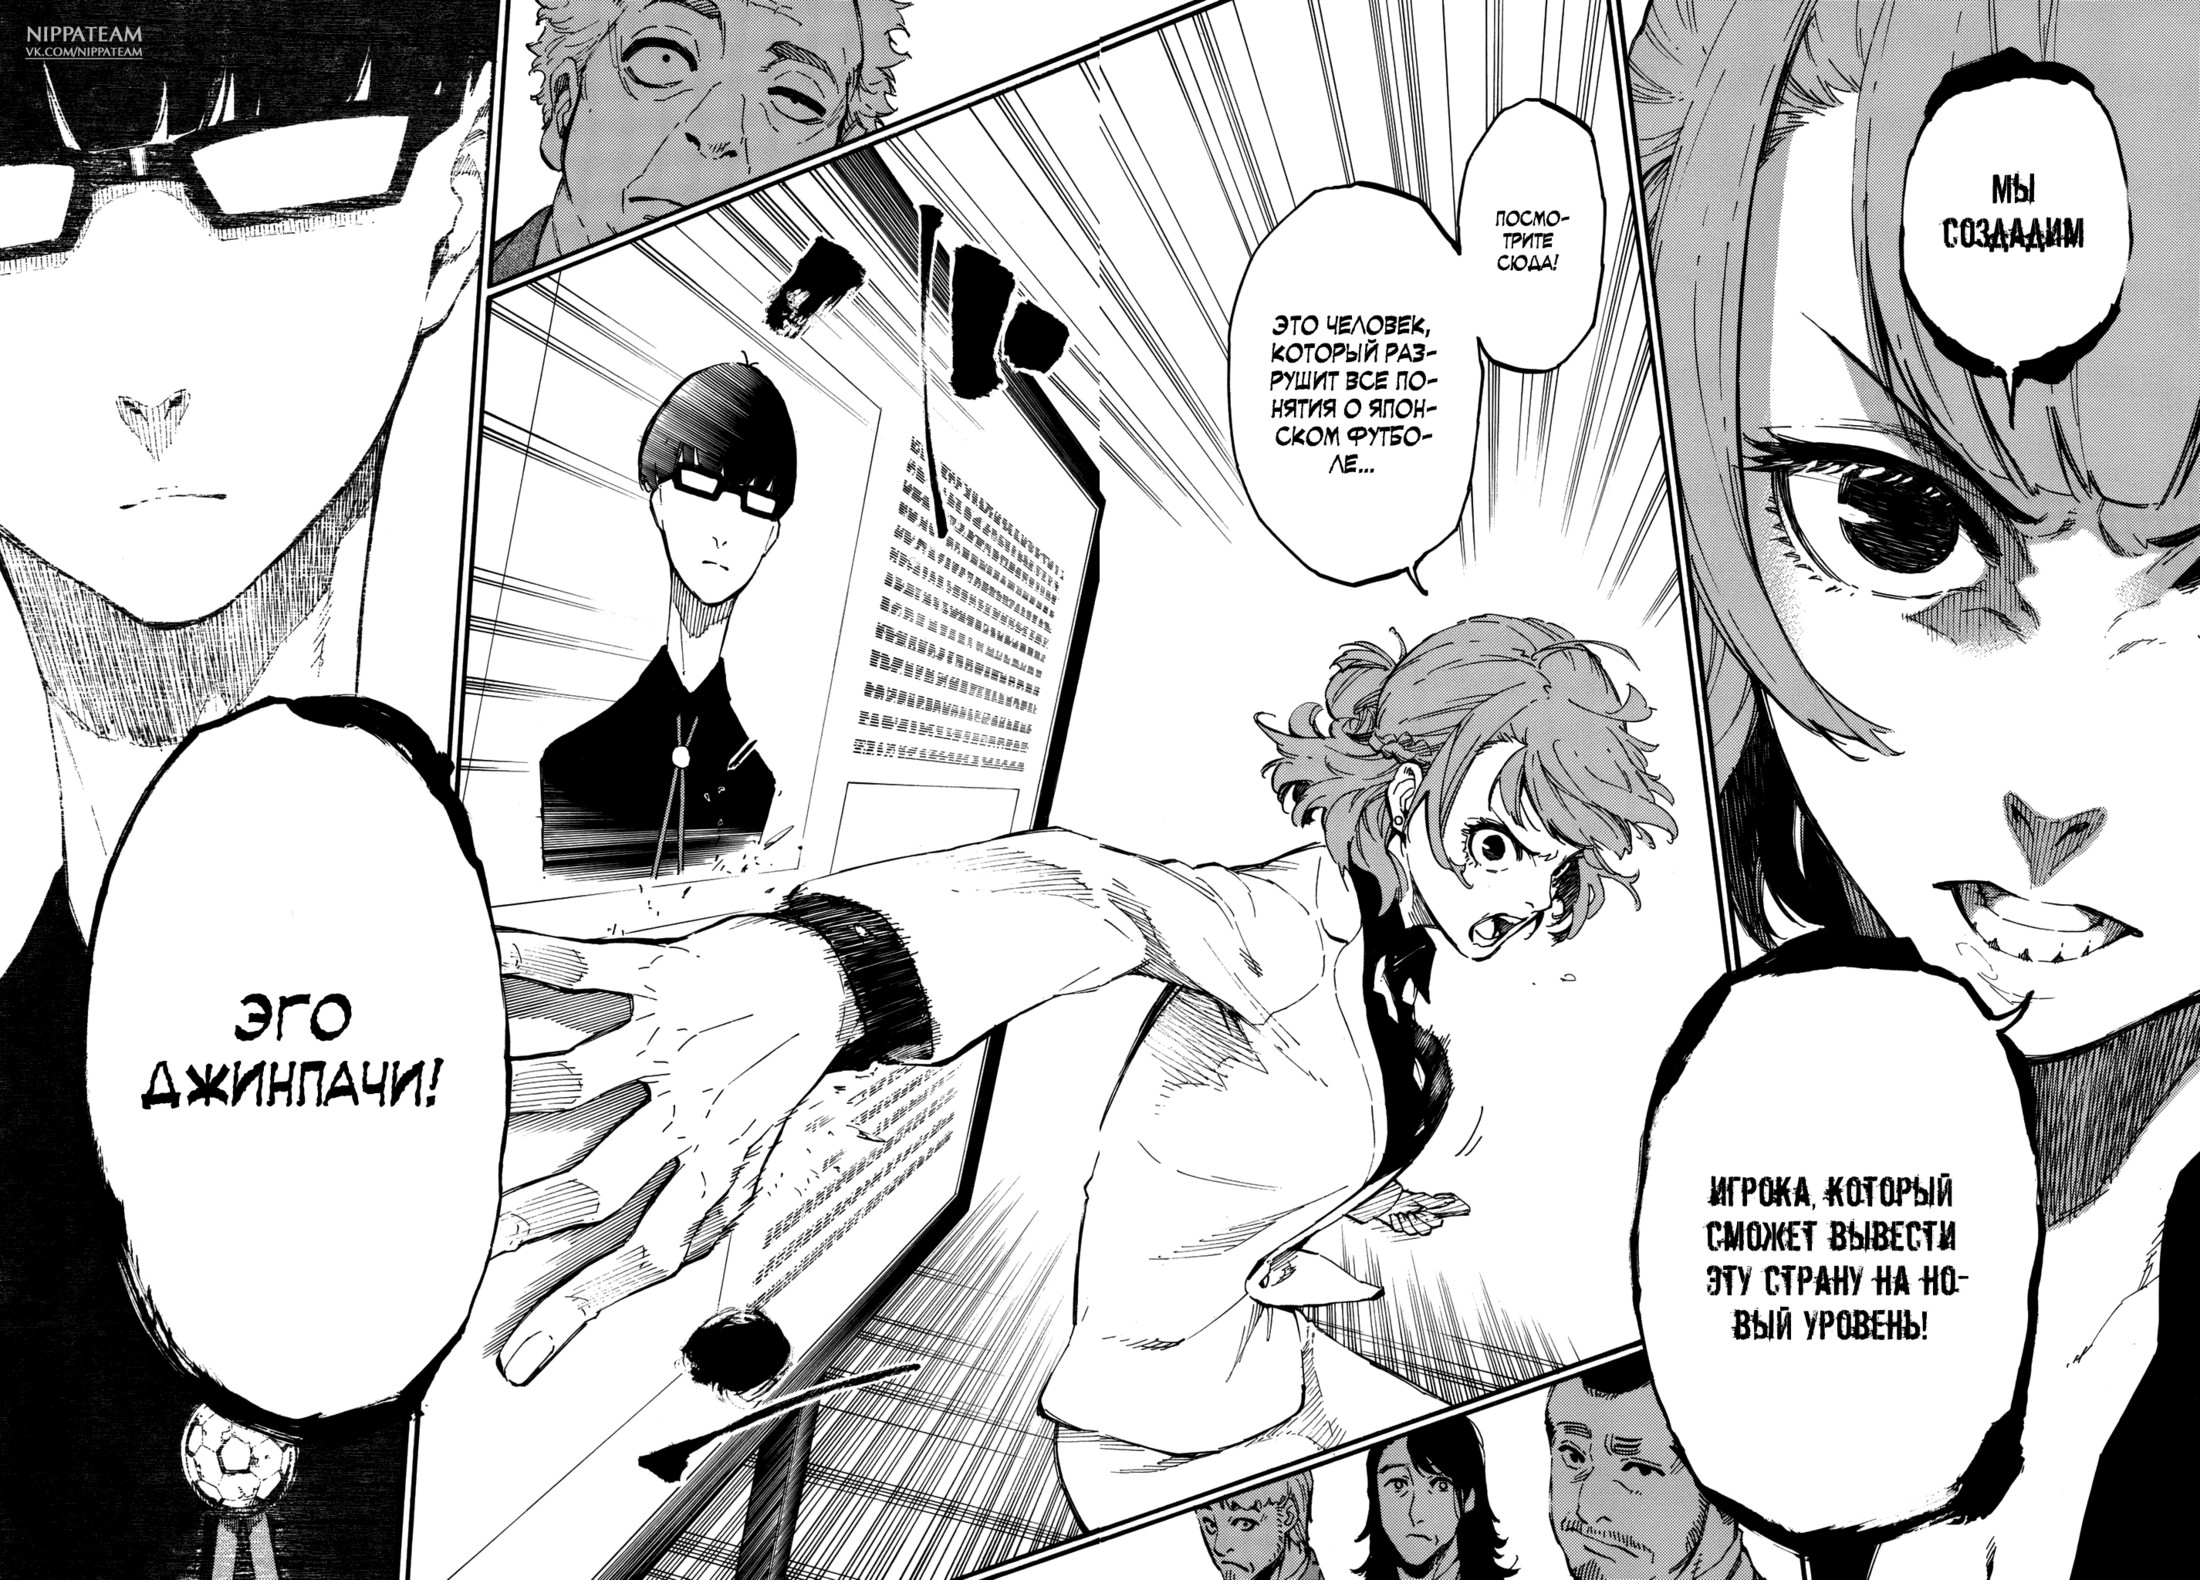 NIPPATEAM
VK.COM/NIPPATEAM
МЫ
СОЗДАДИМ
ИГРОКА, КОТОРЫЙ
СМОЖЕТ ВЫВЕСТИ
ЭТУ СТРАНУ НА НО-
ВЫЙ УРОВЕНЬ!
ПОСМО-
ТРИТЕ
СЮДА!
ЭТО ЧЕЛОВЕК,
КОТОРЫЙ РАЗ-
РУШИТ ВСЕ ПО-
НЯТИЯ О ЯПОН-
СКОМ ФУТБО-
ЛЕ...
ЭГО
ДЖИНПАЧИ!